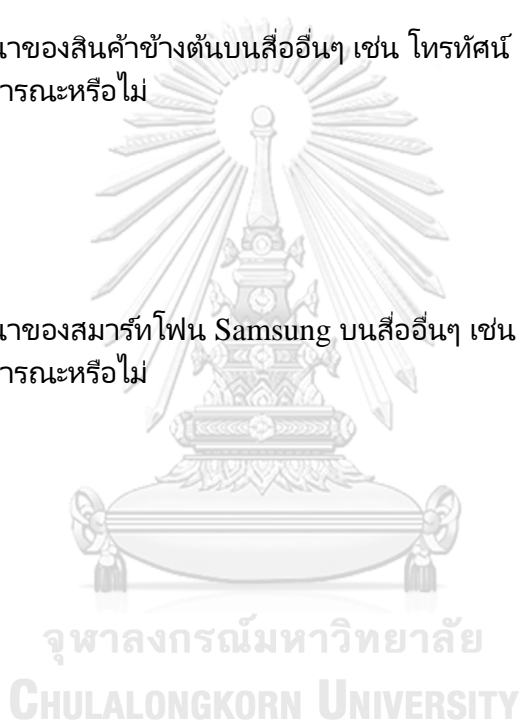 นาของสินค้าข้างต้นบนสื่ออื่นๆ เช่น โทรทัศน์
ารณะหรือไม่
นาของสมาร์ทโฟน Samsung บนสื่ออื่นๆ เช่น
ารณะหรือไม่
จุฬาลงกรณ์มหาวิทยาลัย
CHULALONGKORN UNIVERSITY